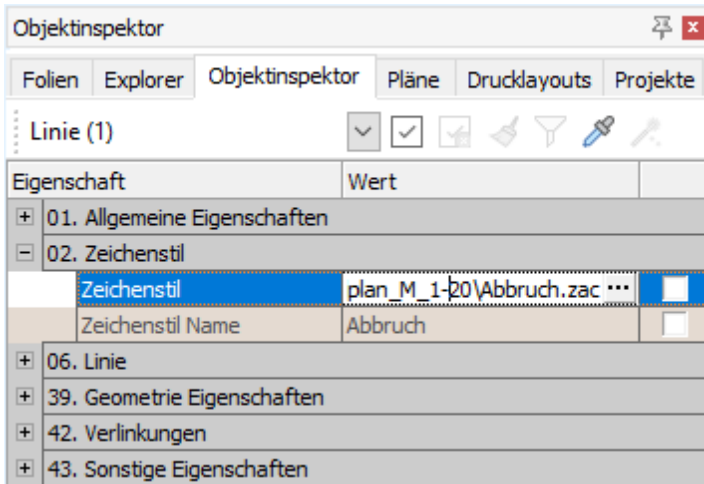 Objektinspektor
Folien Explorer Objektinspektor Pläne Drucklayouts Projekte
Linie (1)
Eigenschaft Wert
01. Allgemeine Eigenschaften
02. Zeichenstil
Zeichenstil plan_M_1-20\Abbruch.zac ...
Zeichenstil Name Abbruch
06. Linie
39. Geometrie Eigenschaften
42. Verlinkungen
43. Sonstige Eigenschaften